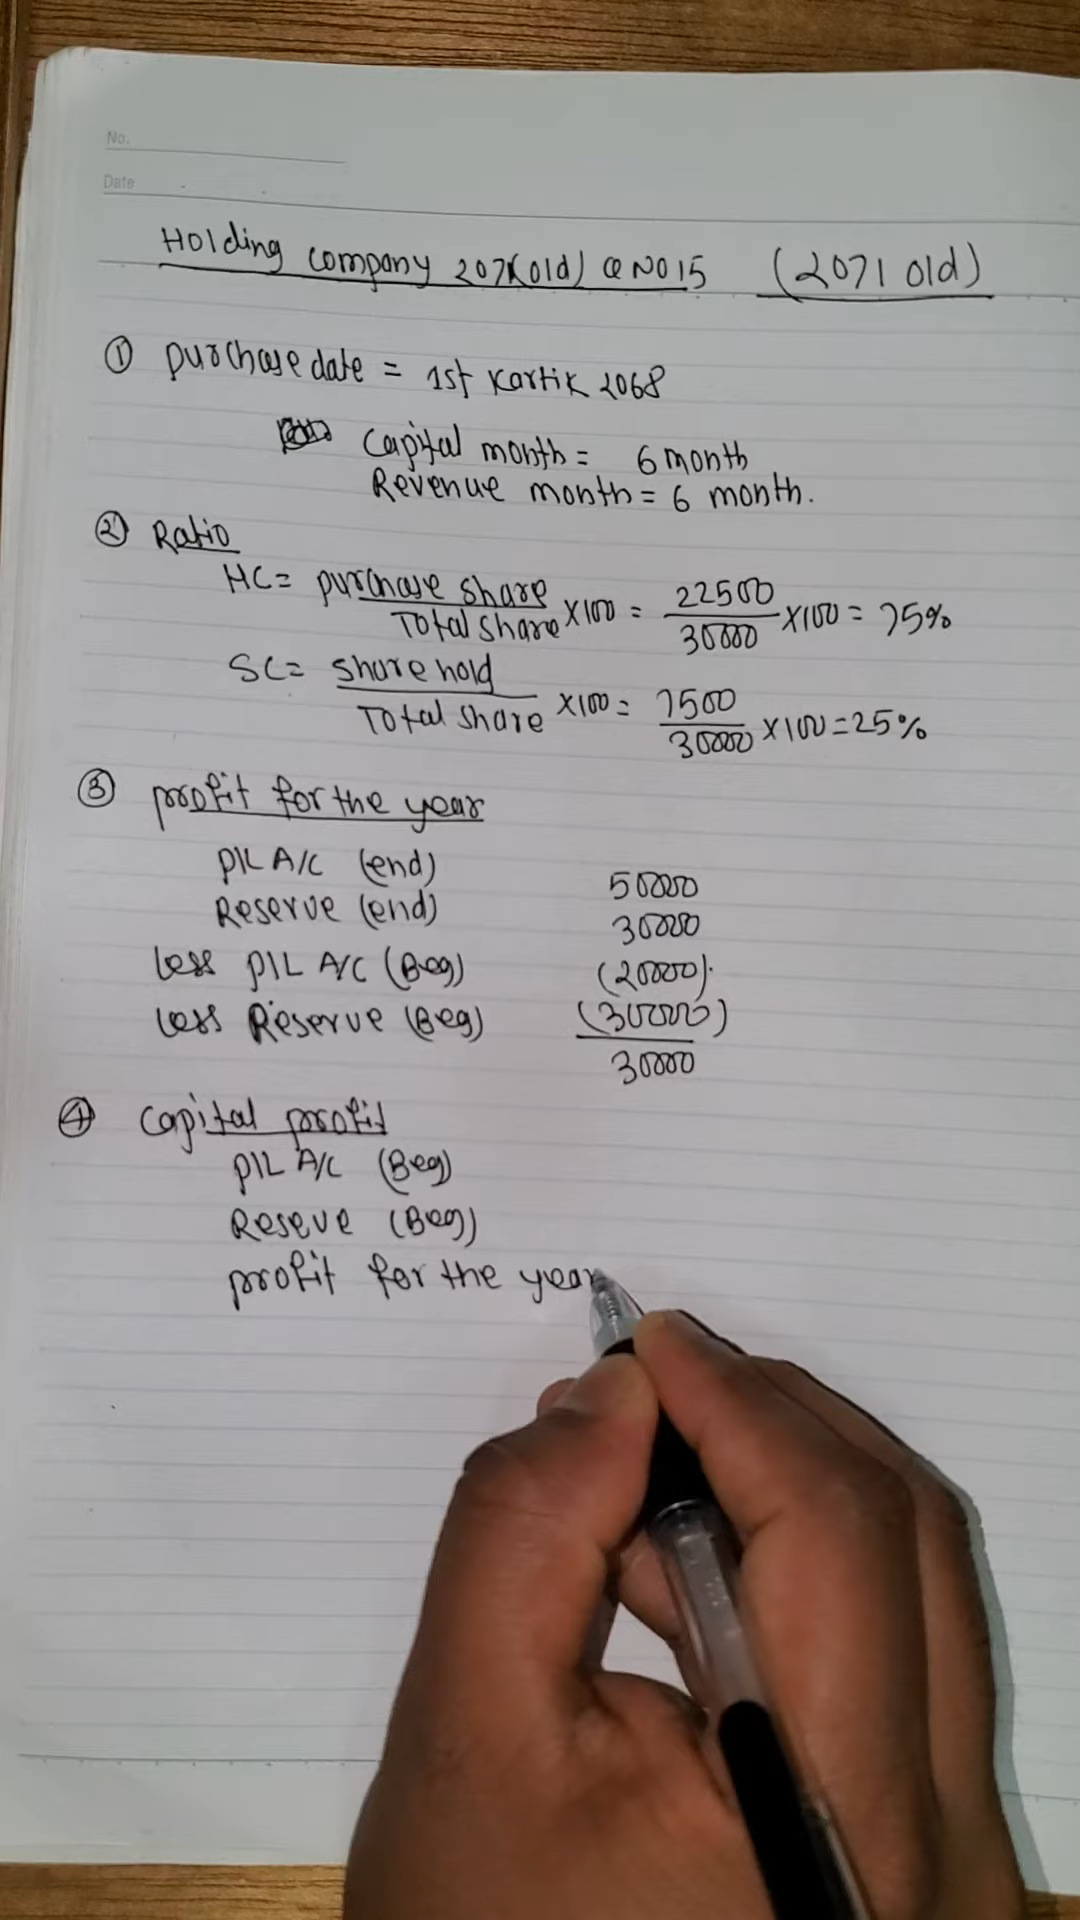 No.
Date
Holding company 207(old) Q NO 15 (2071 old)
① purchase date = 1st Kartik 2068
Capital month = 6 month
Revenue month = 6 month.
② Ratio
HC = purchase share / Total share × 100 = 22500 / 30000 × 100 = 75%
SC = share hold / Total share × 100 = 7500 / 30000 × 100 = 25%
③ profit for the year
P/L A/C (end) 50000
Reserve (end) 30000
Less P/L A/C (Beg) (20000)
Less Reserve (Beg) (30000)
30000
④ Capital profit
P/L A/C (Beg)
Reseve (Beg)
profit for the year